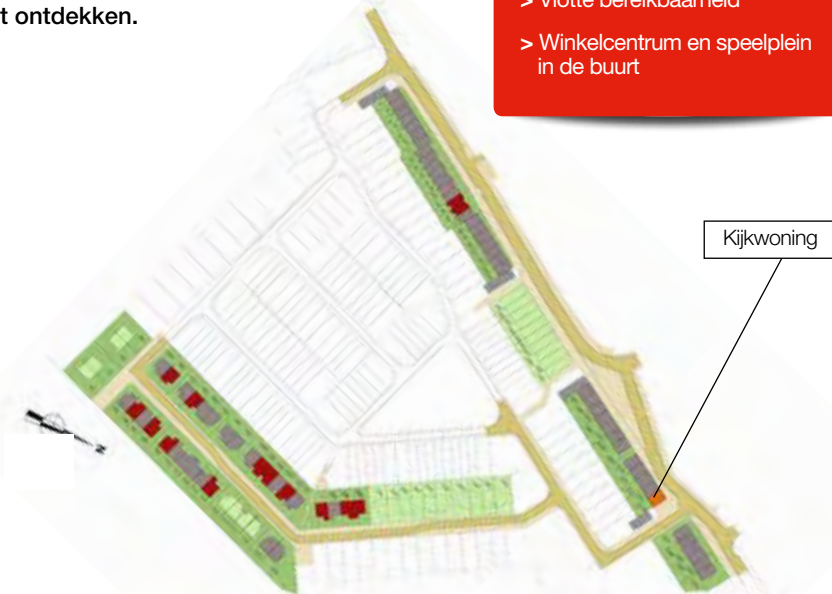 t ontdekken.
> Vlotte bereikbaarheid
> Winkelcentrum en speelplein
in de buurt
Kijkwoning